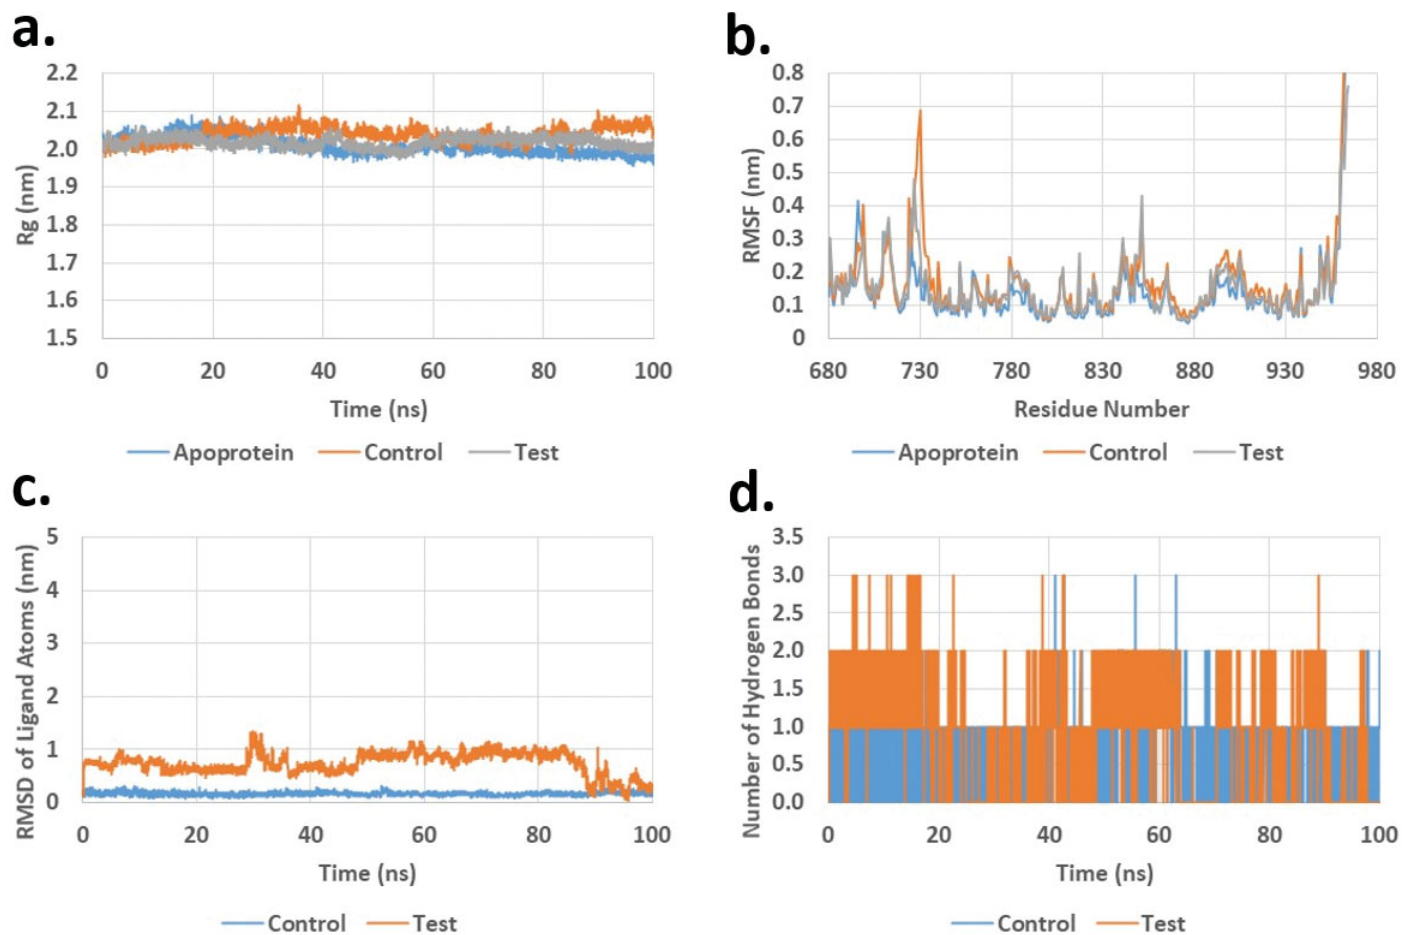 a.
2.2
2.1
2.0
1.9
1.8
1.7
1.6
1.5
Rg (nm)
0 20 40 60 80 100
Time (ns)
Apoprotein Control Test
b.
0.8
0.7
0.6
0.5
0.4
0.3
0.2
0.1
0
RMSF (nm)
680 730 780 830 880 930 980
Residue Number
Apoprotein Control Test
c.
5
4
3
2
1
0
RMSD of Ligand Atoms (nm)
0 20 40 60 80 100
Time (ns)
Control Test
d.
3.5
3.0
2.5
2.0
1.5
1.0
0.5
0.0
Number of Hydrogen Bonds
0 20 40 60 80 100
Time (ns)
Control Test